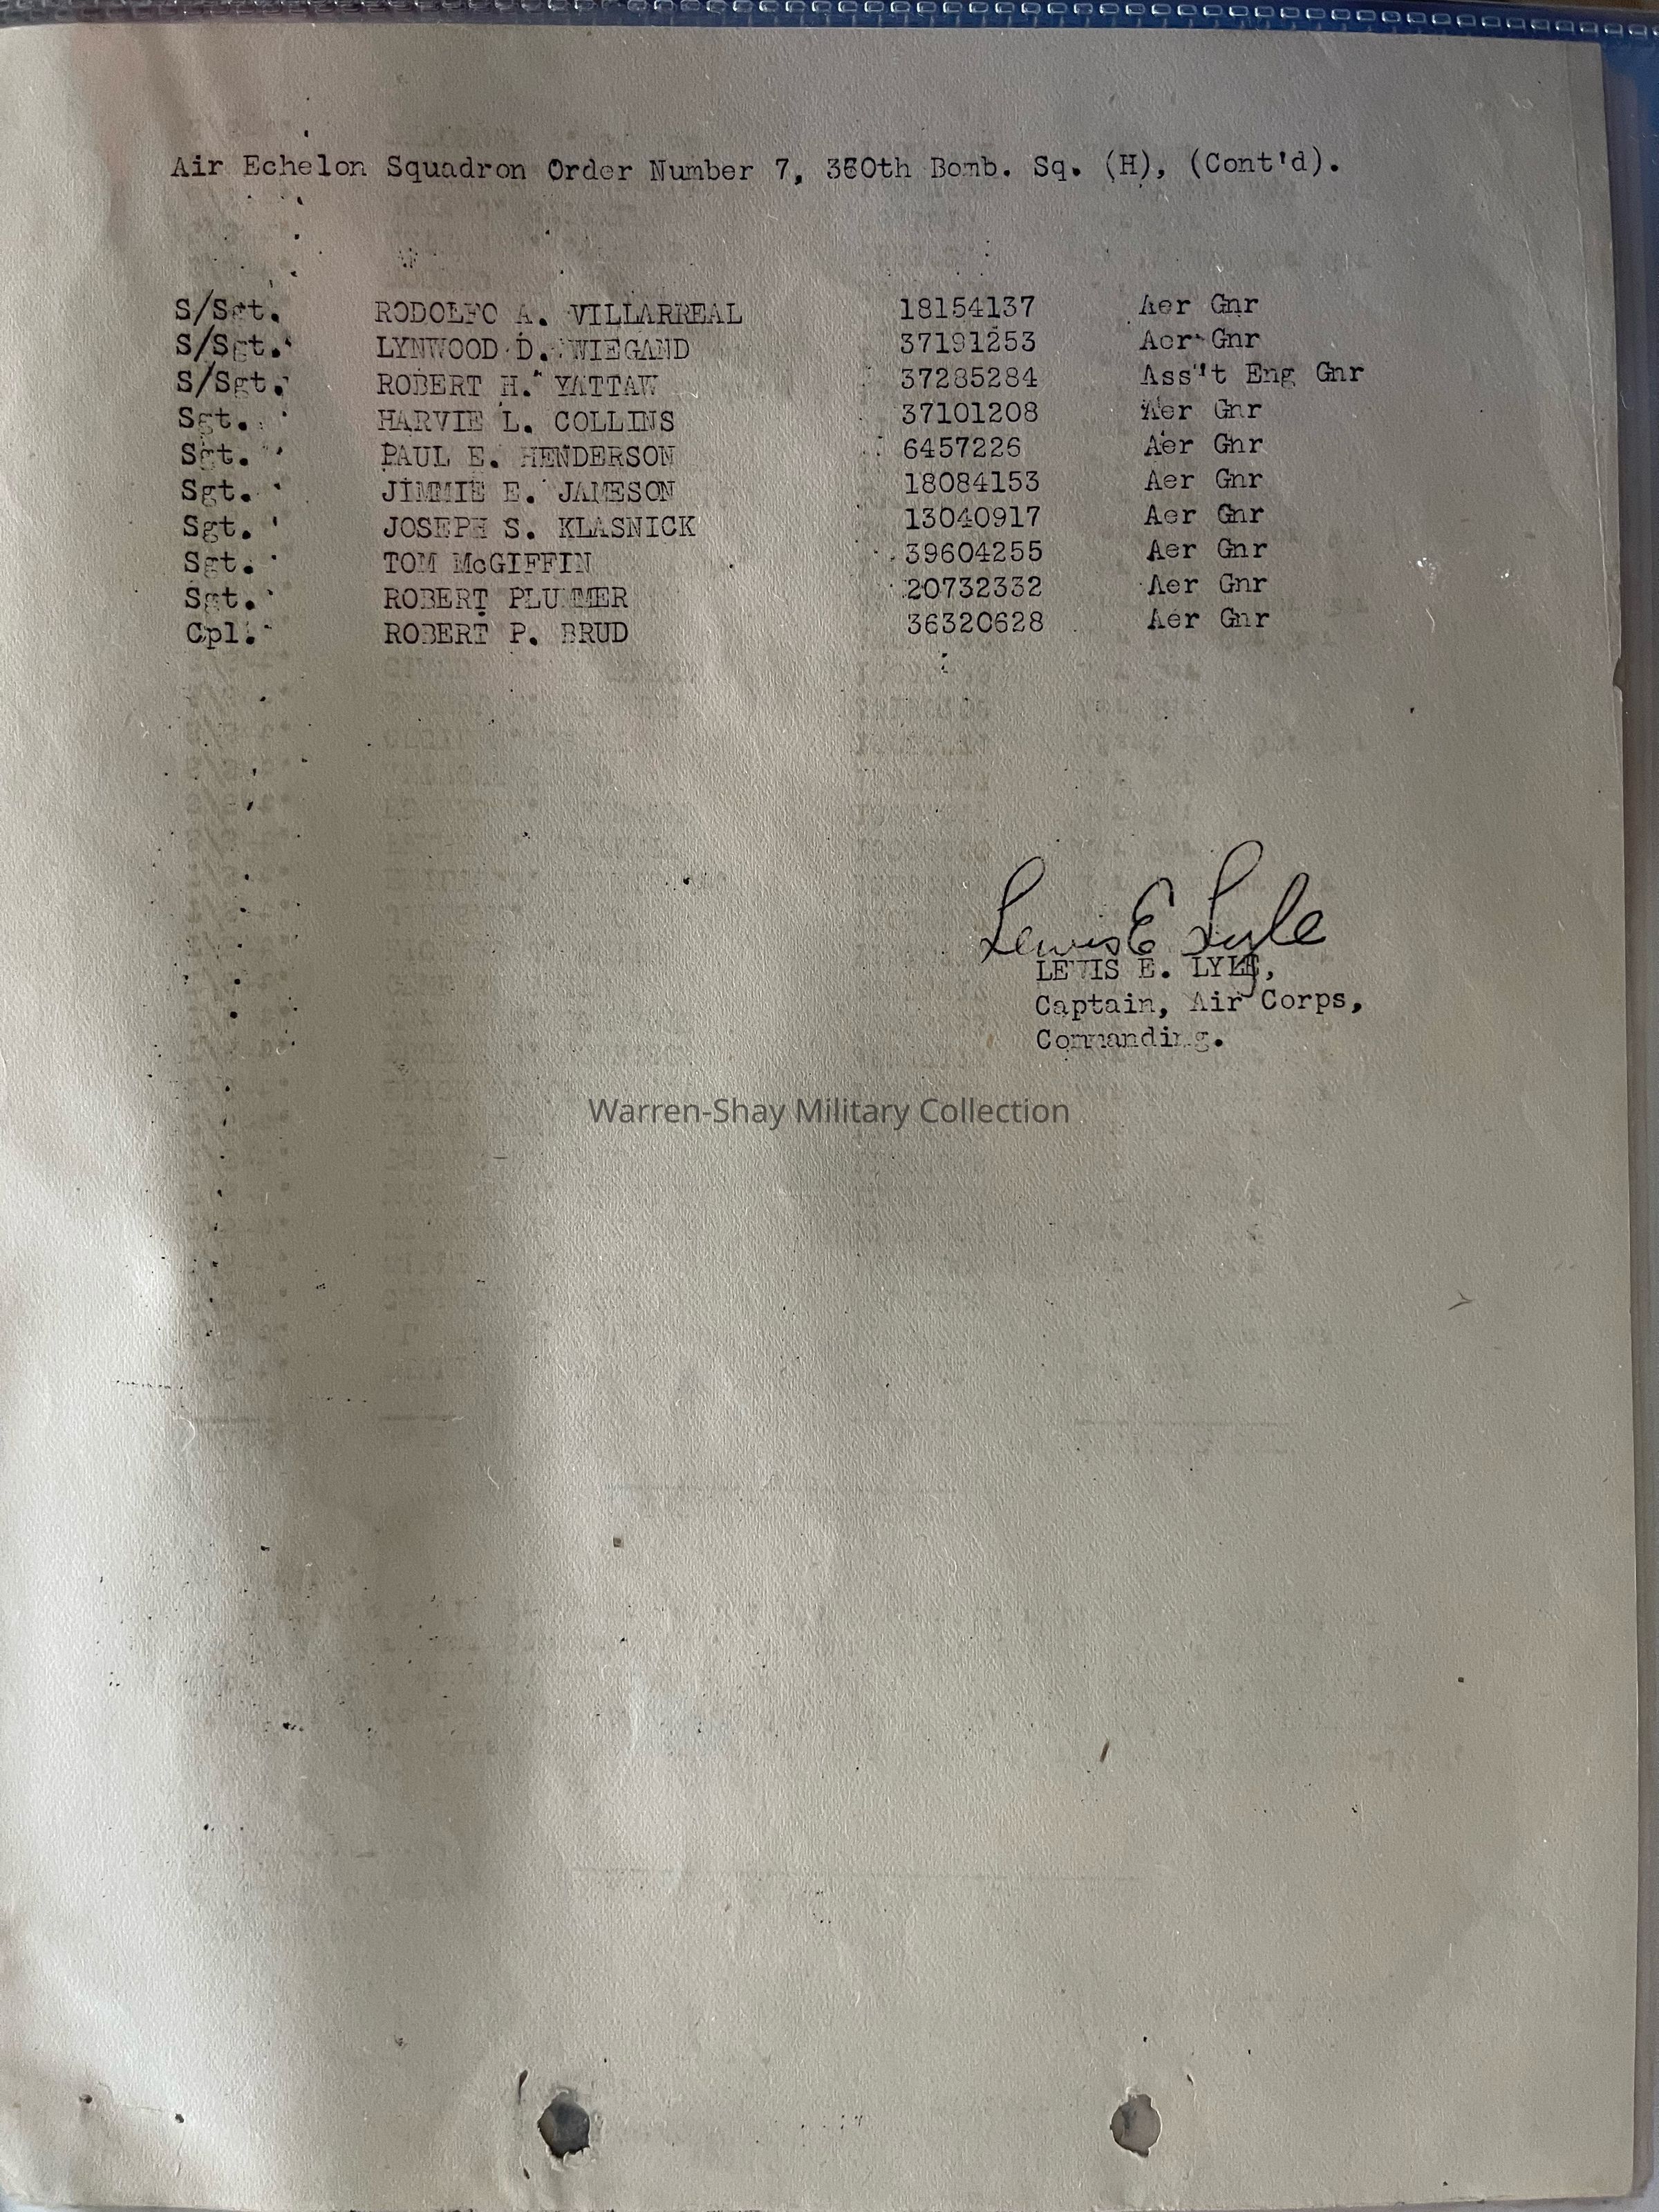 Air Echelon Squadron Order Number 7, 360th Bomb. Sq. (H), (Cont'd).
S/Sgt. RODOLFO A. VILLARREAL 18154137 Aer Gnr
S/Sgt. LYNWOOD D. WIEGAND 37191253 Aer Gnr
S/Sgt. ROBERT H. YATTAW 37285284 Ass't Eng Gnr
Sgt. HARVIE L. COLLINS 37101208 Aer Gnr
Sgt. PAUL E. HENDERSON 6457226 Aer Gnr
Sgt. JIMMIE E. JAMESON 18084153 Aer Gnr
Sgt. JOSEPH S. KLASNICK 13040917 Aer Gnr
Sgt. TOM McGIFFIN 39604255 Aer Gnr
Sgt. ROBERT PLUMMER 20732332 Aer Gnr
Cpl. ROBERT P. BRUD 36320628 Aer Gnr
Lewis E Lyle
LEWIS E. LYLE,
Captain, Air Corps,
Commanding.
Warren-Shay Military Collection